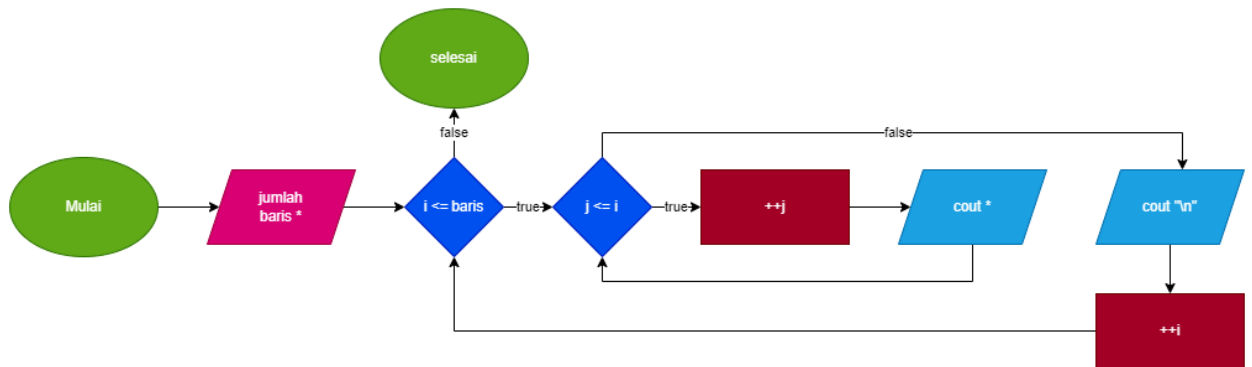 selesai
false
false
Mulai
jumlah
baris *
i <= baris
true
j <= i
true
++j
cout *
cout "\n"
++i